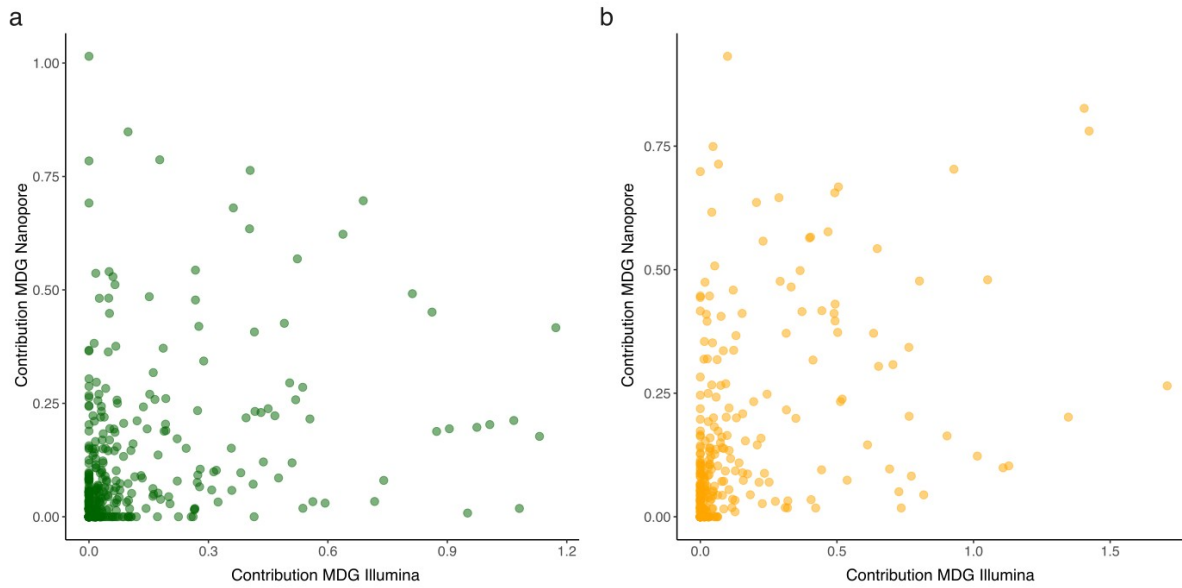 a
1.00
0.75
0.50
0.25
0.00
Contribution MDG Nanopore
0.0 0.3 0.6 0.9 1.2
Contribution MDG Illumina
b
0.75
0.50
0.25
0.00
Contribution MDG Nanopore
0.0 0.5 1.0 1.5
Contribution MDG Illumina